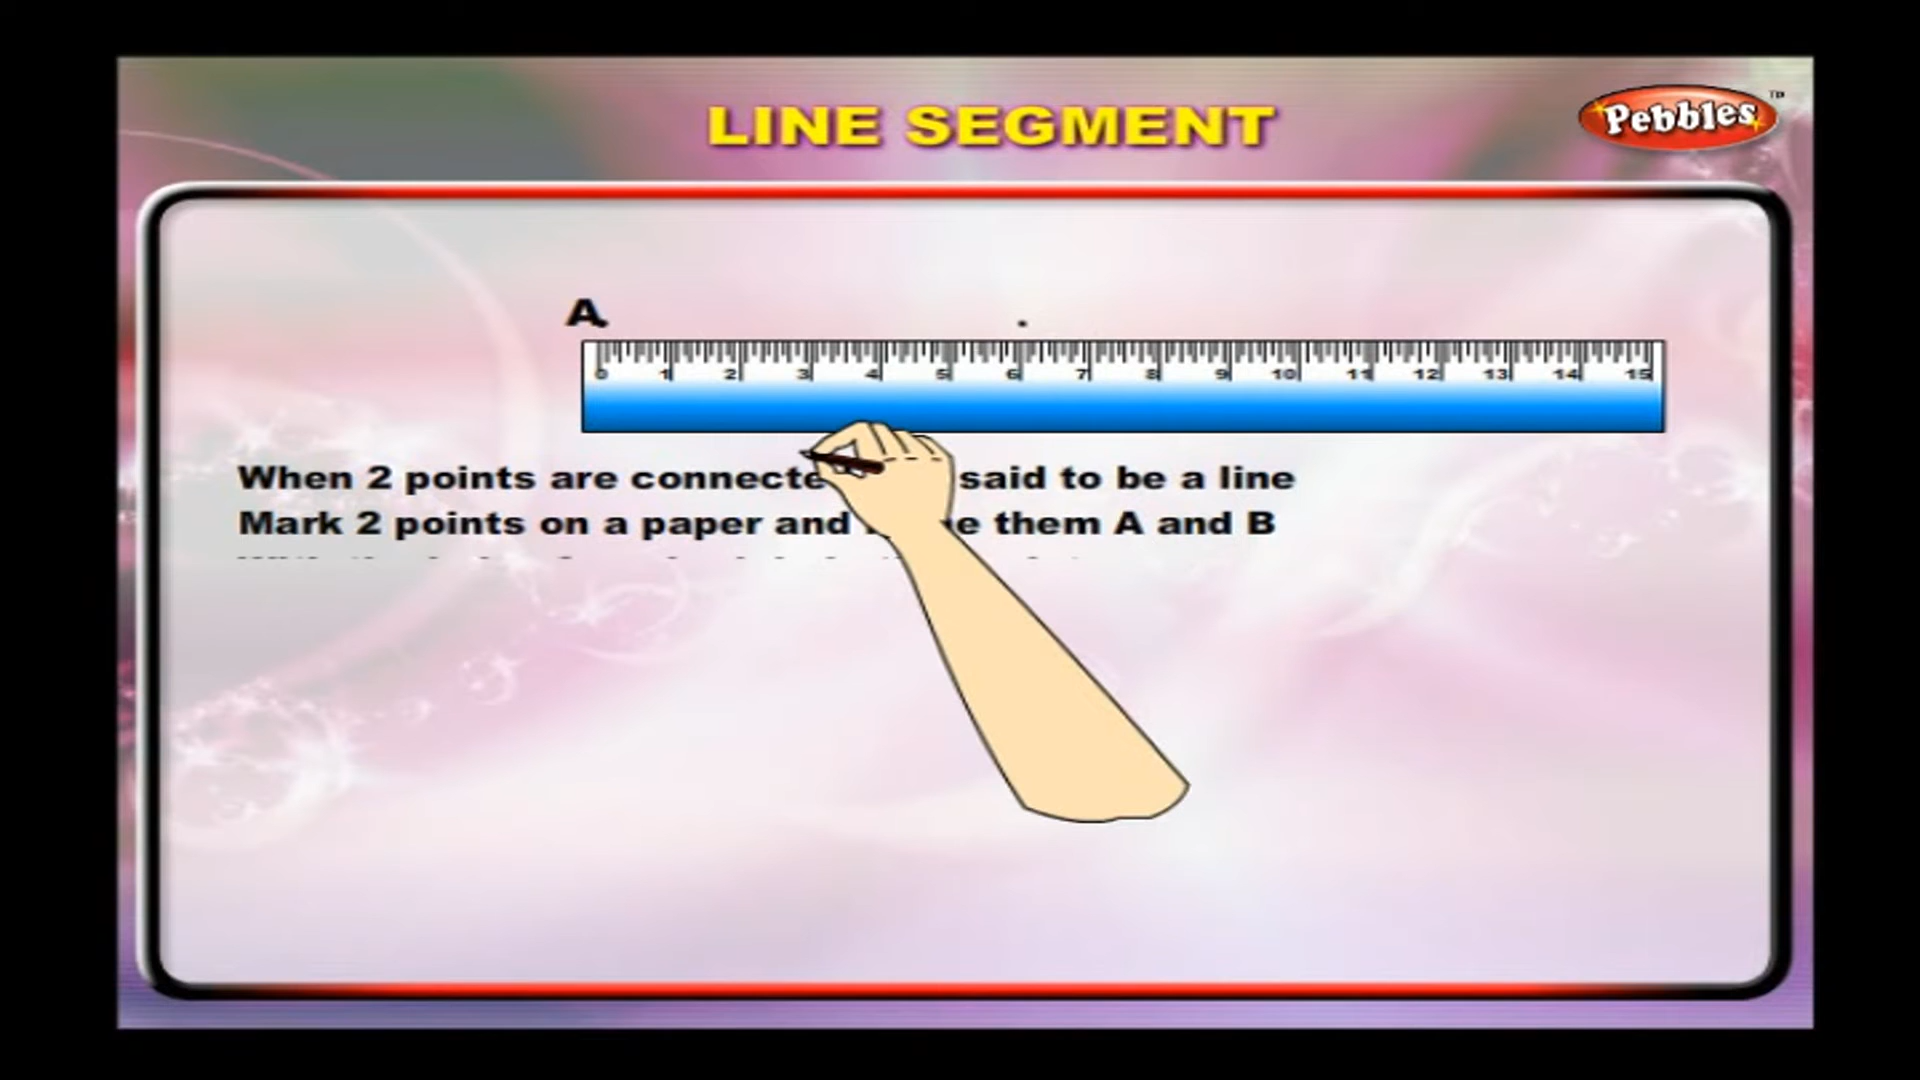 LINE SEGMENT
Pebbles
A
0 1 2 3 4 5 6 7 8 9 10 11 12 13 14 15
When 2 points are connecte said to be a line
Mark 2 points on a paper and them A and B